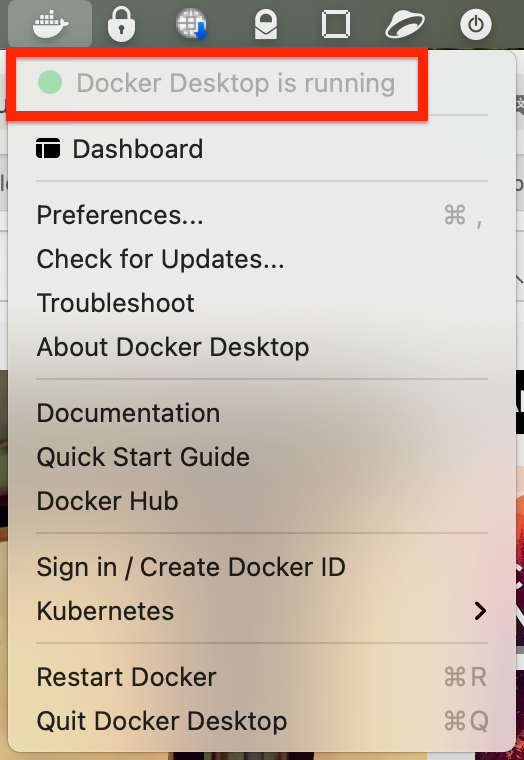 Docker Desktop is running
Dashboard
Preferences... ⌘ ,
Check for Updates...
Troubleshoot
About Docker Desktop
Documentation
Quick Start Guide
Docker Hub
Sign in / Create Docker ID
Kubernetes
Restart Docker ⌘R
Quit Docker Desktop ⌘Q